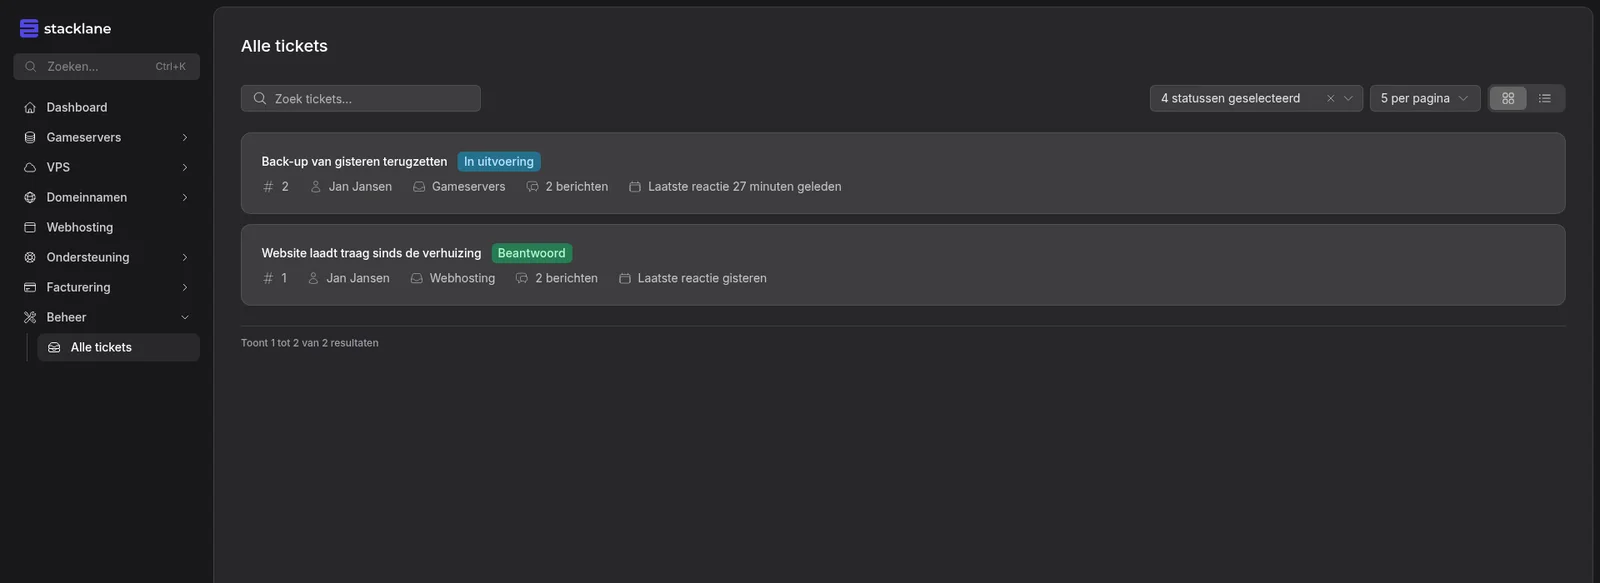 stacklane
Zoeken... Ctrl+K
Dashboard
Gameservers
VPS
Domeinnamen
Webhosting
Ondersteuning
Facturering
Beheer
Alle tickets
Alle tickets
Zoek tickets...
4 statussen geselecteerd
5 per pagina
Back-up van gisteren terugzetten In uitvoering
# 2 Jan Jansen Gameservers 2 berichten Laatste reactie 27 minuten geleden
Website laadt traag sinds de verhuizing Beantwoord
# 1 Jan Jansen Webhosting 2 berichten Laatste reactie gisteren
Toont 1 tot 2 van 2 resultaten